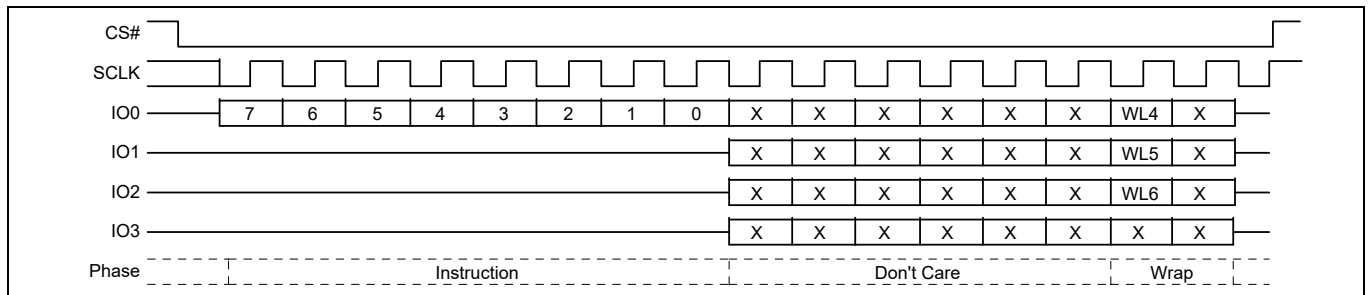 CS#
SCLK
IO0 7 6 5 4 3 2 1 0 X X X X X X WL4 X
IO1 X X X X X X WL5 X
IO2 X X X X X X WL6 X
IO3 X X X X X X X X
Phase Instruction Don't Care Wrap